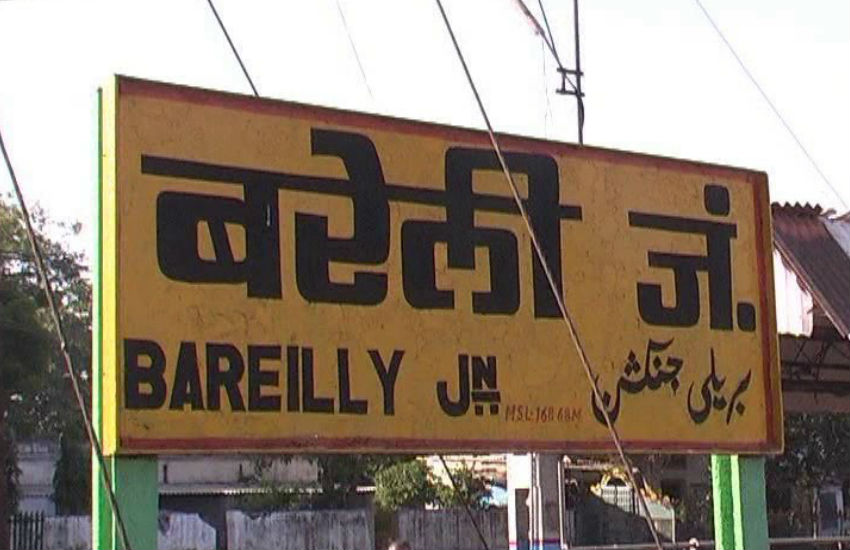 बरेली जं.
BAREILLY JN
MSL-168.68M
بریلی جنکشن